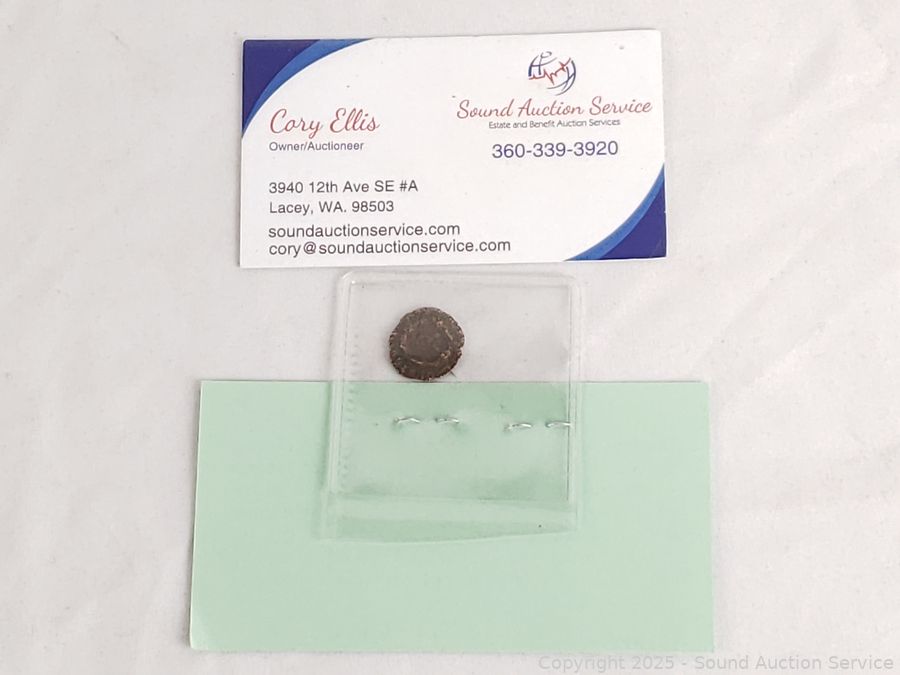 Cory Ellis
Owner/Auctioneer
Sound Auction Service
Estate and Benefit Auction Services
360-339-3920
3940 12th Ave SE #A
Lacey, WA. 98503
soundauctionservice.com
cory@soundauctionservice.com
Copyright 2025 - Sound Auction Service